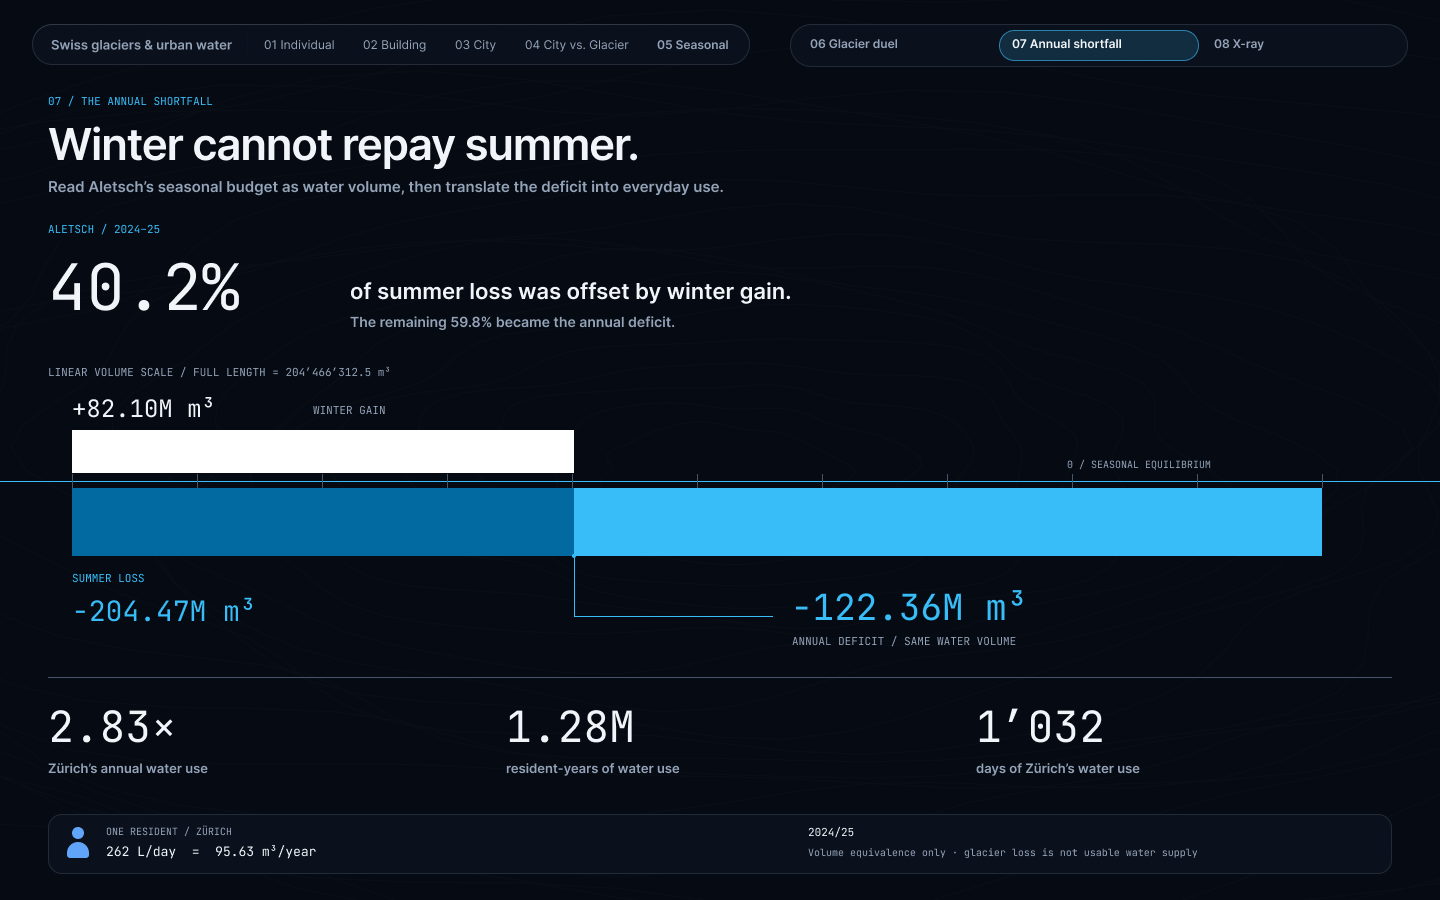 Swiss glaciers & urban water
01 Individual
02 Building
03 City
04 City vs. Glacier
05 Seasonal
06 Glacier duel
07 Annual shortfall
08 X-ray
07 / THE ANNUAL SHORTFALL
Winter cannot repay summer.
Read Aletsch’s seasonal budget as water volume, then translate the deficit into everyday use.
ALETSCH / 2024–25
40.2%
of summer loss was offset by winter gain.
The remaining 59.8% became the annual deficit.
LINEAR VOLUME SCALE / FULL LENGTH = 204’466’312.5 m³
+82.10M m³
WINTER GAIN
0 / SEASONAL EQUILIBRIUM
SUMMER LOSS
-204.47M m³
-122.36M m³
ANNUAL DEFICIT / SAME WATER VOLUME
2.83×
Zürich’s annual water use
1.28M
resident-years of water use
1’032
days of Zürich’s water use
ONE RESIDENT / ZÜRICH
262 L/day = 95.63 m³/year
2024/25
Volume equivalence only · glacier loss is not usable water supply